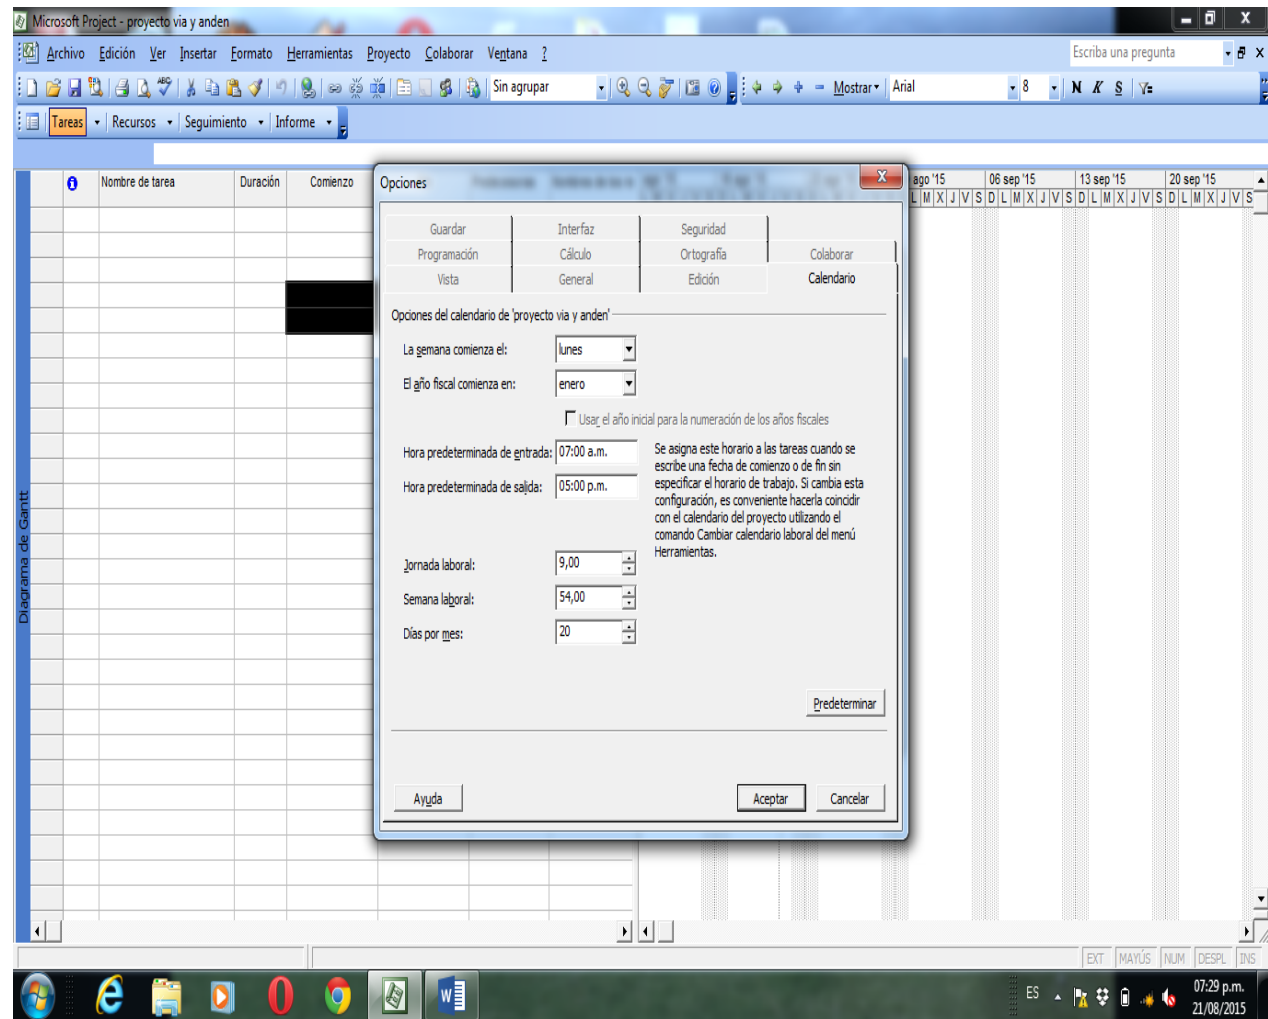 Microsoft Project - proyecto via y anden
Archivo Edición Ver Insertar Formato Herramientas Proyecto Colaborar Ventana ? Escriba una pregunta
Sin agrupar Mostrar Arial 8 N K S
Tareas Recursos Seguimiento Informe
Nombre de tarea Duración Comienzo
ago '15 06 sep '15 13 sep '15 20 sep '15
L M X J V S D L M X J V S D L M X J V S D L M X J V S
Opciones
Guardar Interfaz Seguridad
Programación Cálculo Ortografía Colaborar
Vista General Edición Calendario
Opciones del calendario de 'proyecto via y anden'
La semana comienza el: lunes
El año fiscal comienza en: enero
Usar el año inicial para la numeración de los años fiscales
Hora predeterminada de entrada: 07:00 a.m.
Hora predeterminada de salida: 05:00 p.m.
Se asigna este horario a las tareas cuando se
escribe una fecha de comienzo o de fin sin
especificar el horario de trabajo. Si cambia esta
configuración, es conveniente hacerla coincidir
con el calendario del proyecto utilizando el
comando Cambiar calendario laboral del menú
Herramientas.
Jornada laboral: 9,00
Semana laboral: 54,00
Días por mes: 20
Predeterminar
Ayuda Aceptar Cancelar
Diagrama de Gantt
EXT MAYÚS NUM DESPL INS
ES 07:29 p.m.
21/08/2015